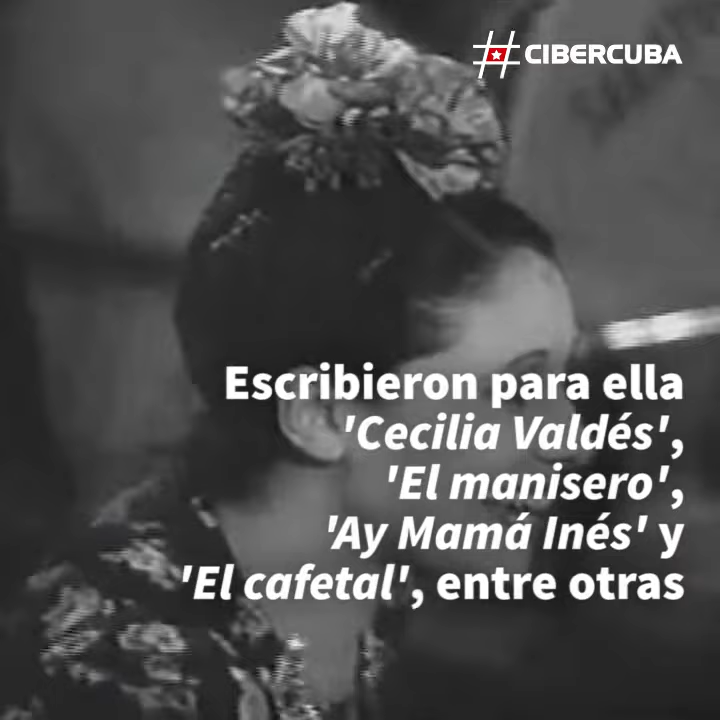 #CIBERCUBA
Escribieron para ella
'Cecilia Valdés',
'El manisero',
'Ay Mamá Inés' y
'El cafetal', entre otras